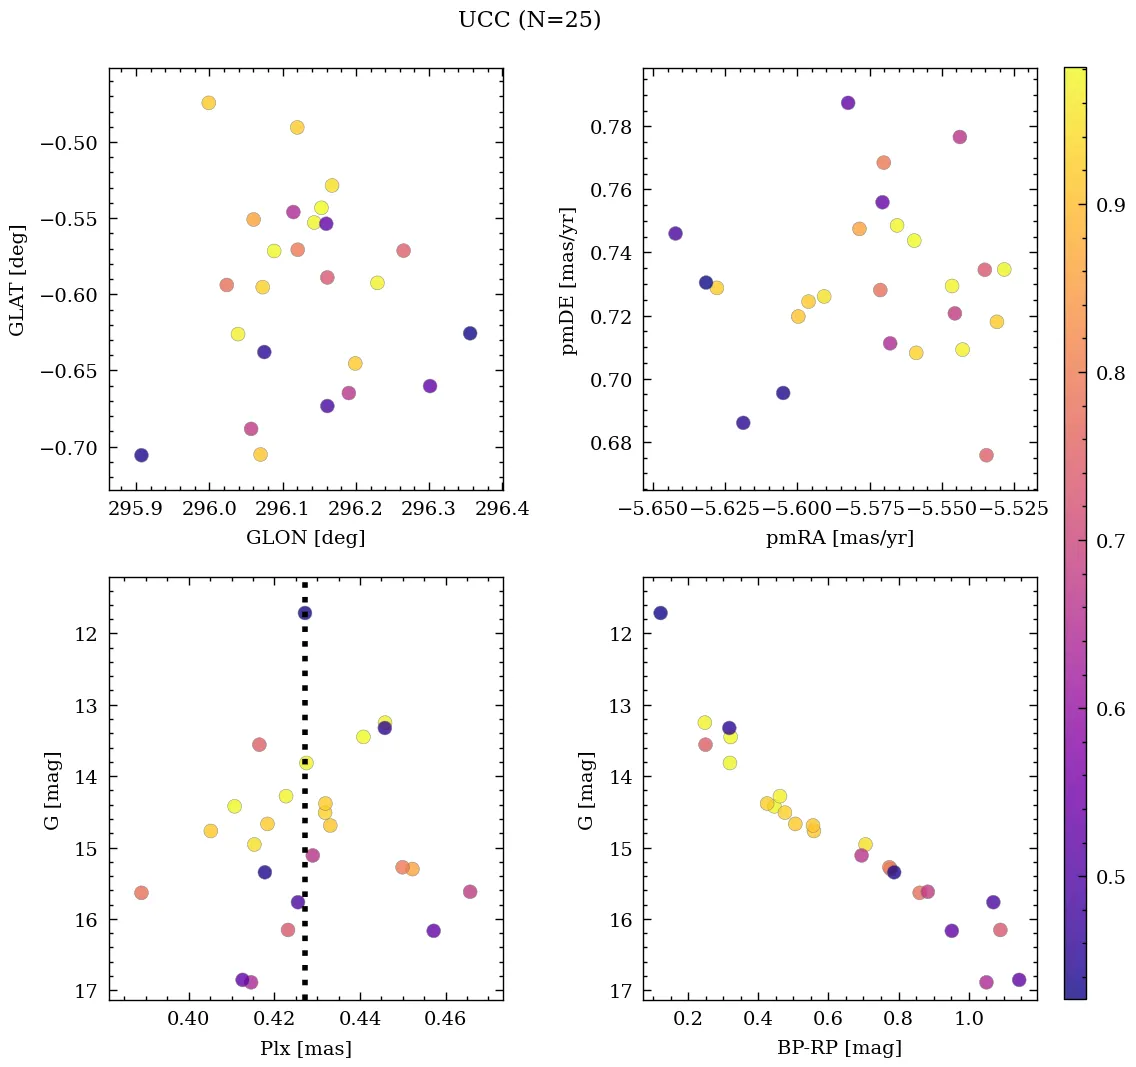 UCC (N=25)
GLAT [deg]
−0.50
−0.55
−0.60
−0.65
−0.70
295.9 296.0 296.1 296.2 296.3 296.4
GLON [deg]
pmDE [mas/yr]
0.78
0.76
0.74
0.72
0.70
0.68
−5.650 −5.625 −5.600 −5.575 −5.550 −5.525
pmRA [mas/yr]
G [mag]
12
13
14
15
16
17
0.40 0.42 0.44 0.46
Plx [mas]
G [mag]
12
13
14
15
16
17
0.2 0.4 0.6 0.8 1.0
BP-RP [mag]
0.9
0.8
0.7
0.6
0.5